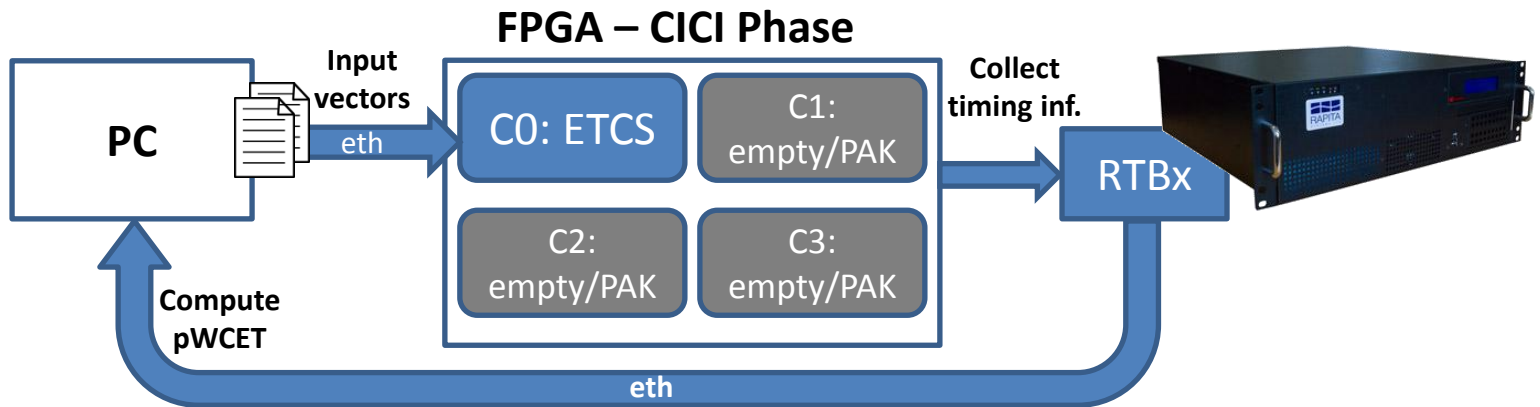 FPGA – CICI Phase
PC
Input
vectors
eth
C0: ETCS
C1:
empty/PAK
C2:
empty/PAK
C3:
empty/PAK
Collect
timing inf.
RTBx
RAPITA
Compute
pWCET
eth